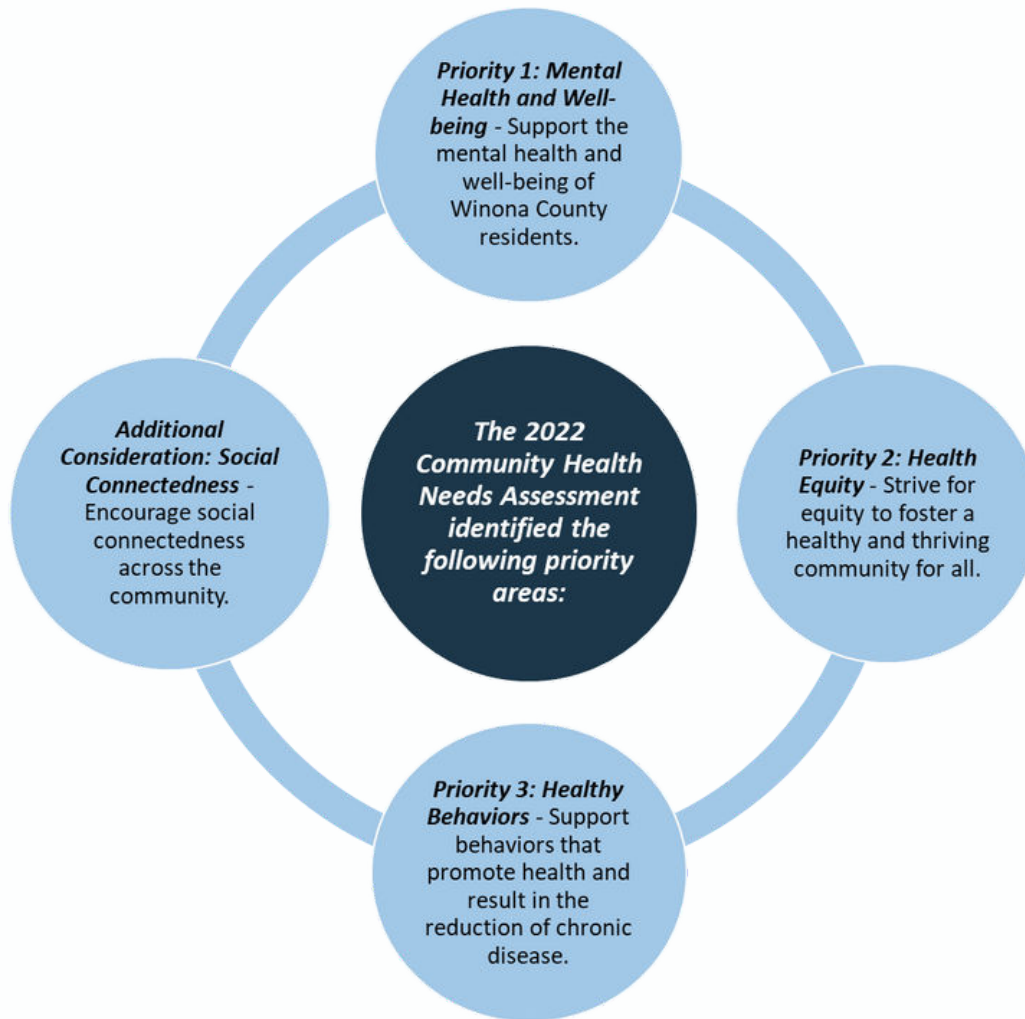 Priority 1: Mental
Health and Well-
being - Support the
mental health and
well-being of
Winona County
residents.
Additional
Consideration: Social
Connectedness -
Encourage social
connectedness
across the
community.
The 2022
Community Health
Needs Assessment
identified the
following priority
areas:
Priority 2: Health
Equity - Strive for
equity to foster a
healthy and thriving
community for all.
Priority 3: Healthy
Behaviors - Support
behaviors that
promote health and
result in the
reduction of chronic
disease.